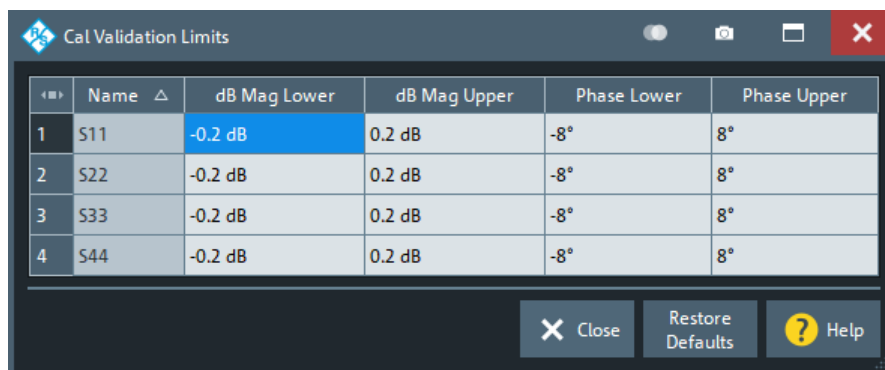 R&S Cal Validation Limits
Name dB Mag Lower dB Mag Upper Phase Lower Phase Upper
1 S11 -0.2 dB 0.2 dB -8° 8°
2 S22 -0.2 dB 0.2 dB -8° 8°
3 S33 -0.2 dB 0.2 dB -8° 8°
4 S44 -0.2 dB 0.2 dB -8° 8°
Close Restore Defaults ? Help